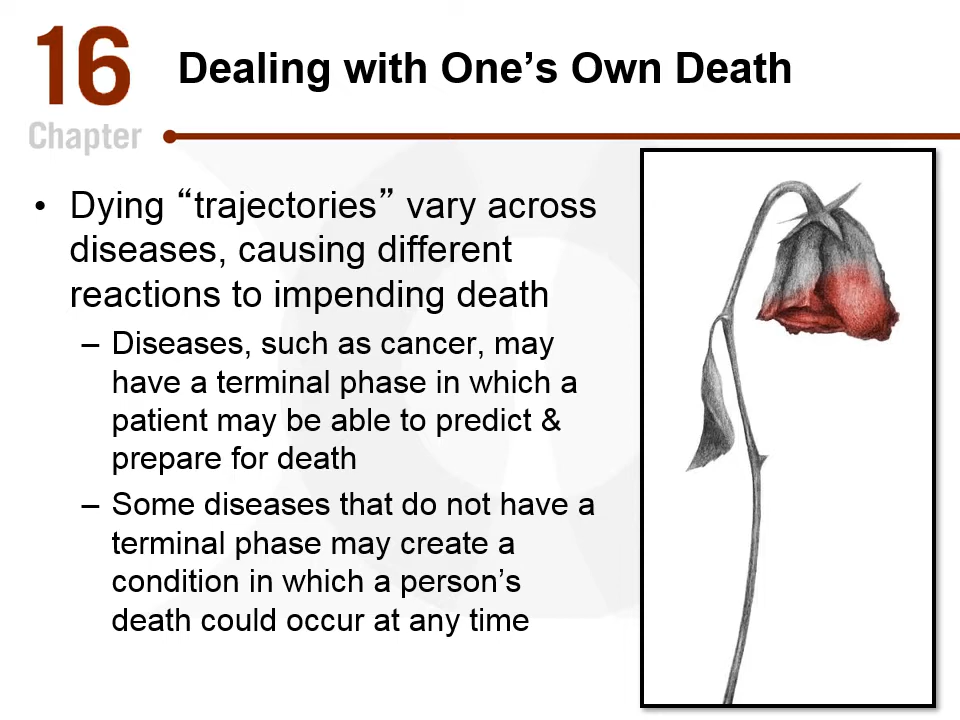 16
Chapter
Dealing with One’s Own Death
• Dying “trajectories” vary across
diseases, causing different
reactions to impending death
– Diseases, such as cancer, may
have a terminal phase in which a
patient may be able to predict &
prepare for death
– Some diseases that do not have a
terminal phase may create a
condition in which a person’s
death could occur at any time